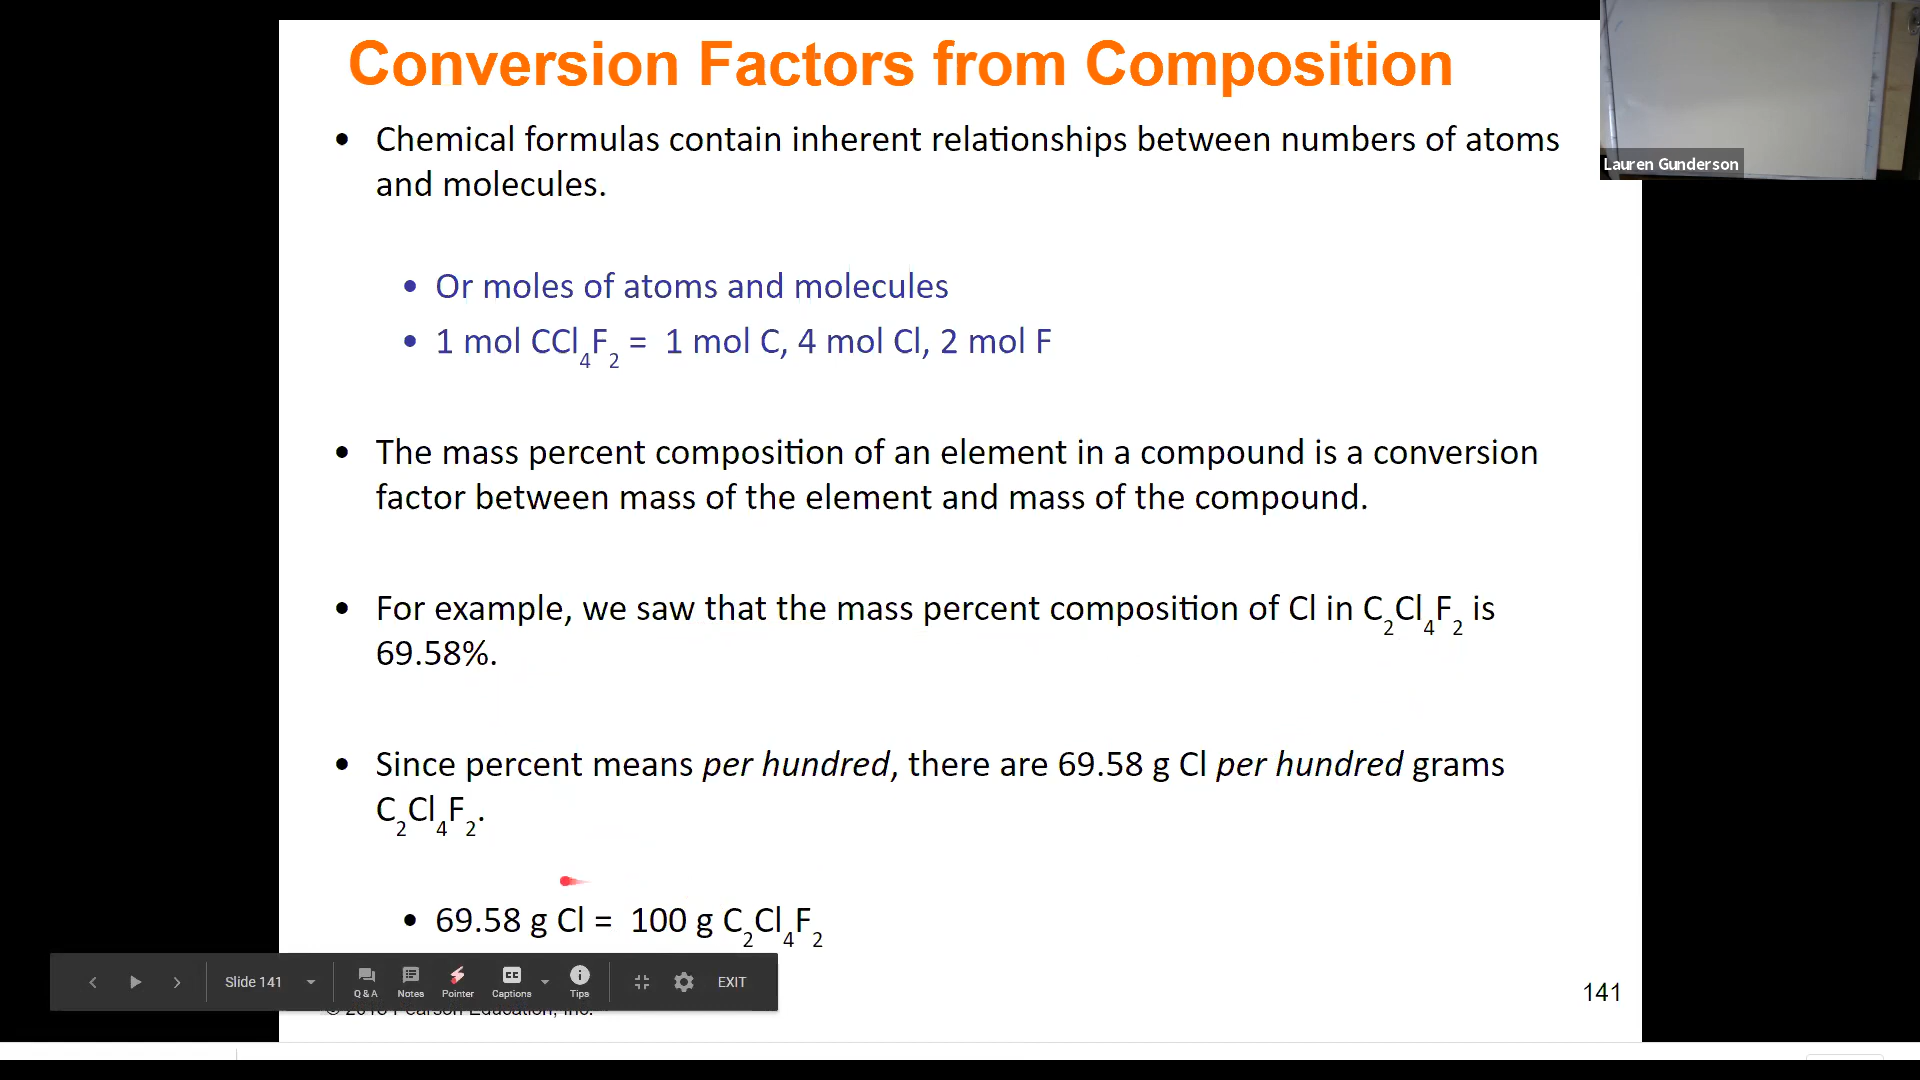 Conversion Factors from Composition
• Chemical formulas contain inherent relationships between numbers of atoms
and molecules.
Lauren Gunderson
• Or moles of atoms and molecules
• 1 mol CCl₄F₂ = 1 mol C, 4 mol Cl, 2 mol F
• The mass percent composition of an element in a compound is a conversion
factor between mass of the element and mass of the compound.
• For example, we saw that the mass percent composition of Cl in C₂Cl₄F₂ is
69.58%.
• Since percent means per hundred, there are 69.58 g Cl per hundred grams
C₂Cl₄F₂.
• 69.58 g Cl = 100 g C₂Cl₄F₂
Slide 141 Q & A Notes Pointer CC Captions Tips EXIT
141
Pearson Education, Inc.